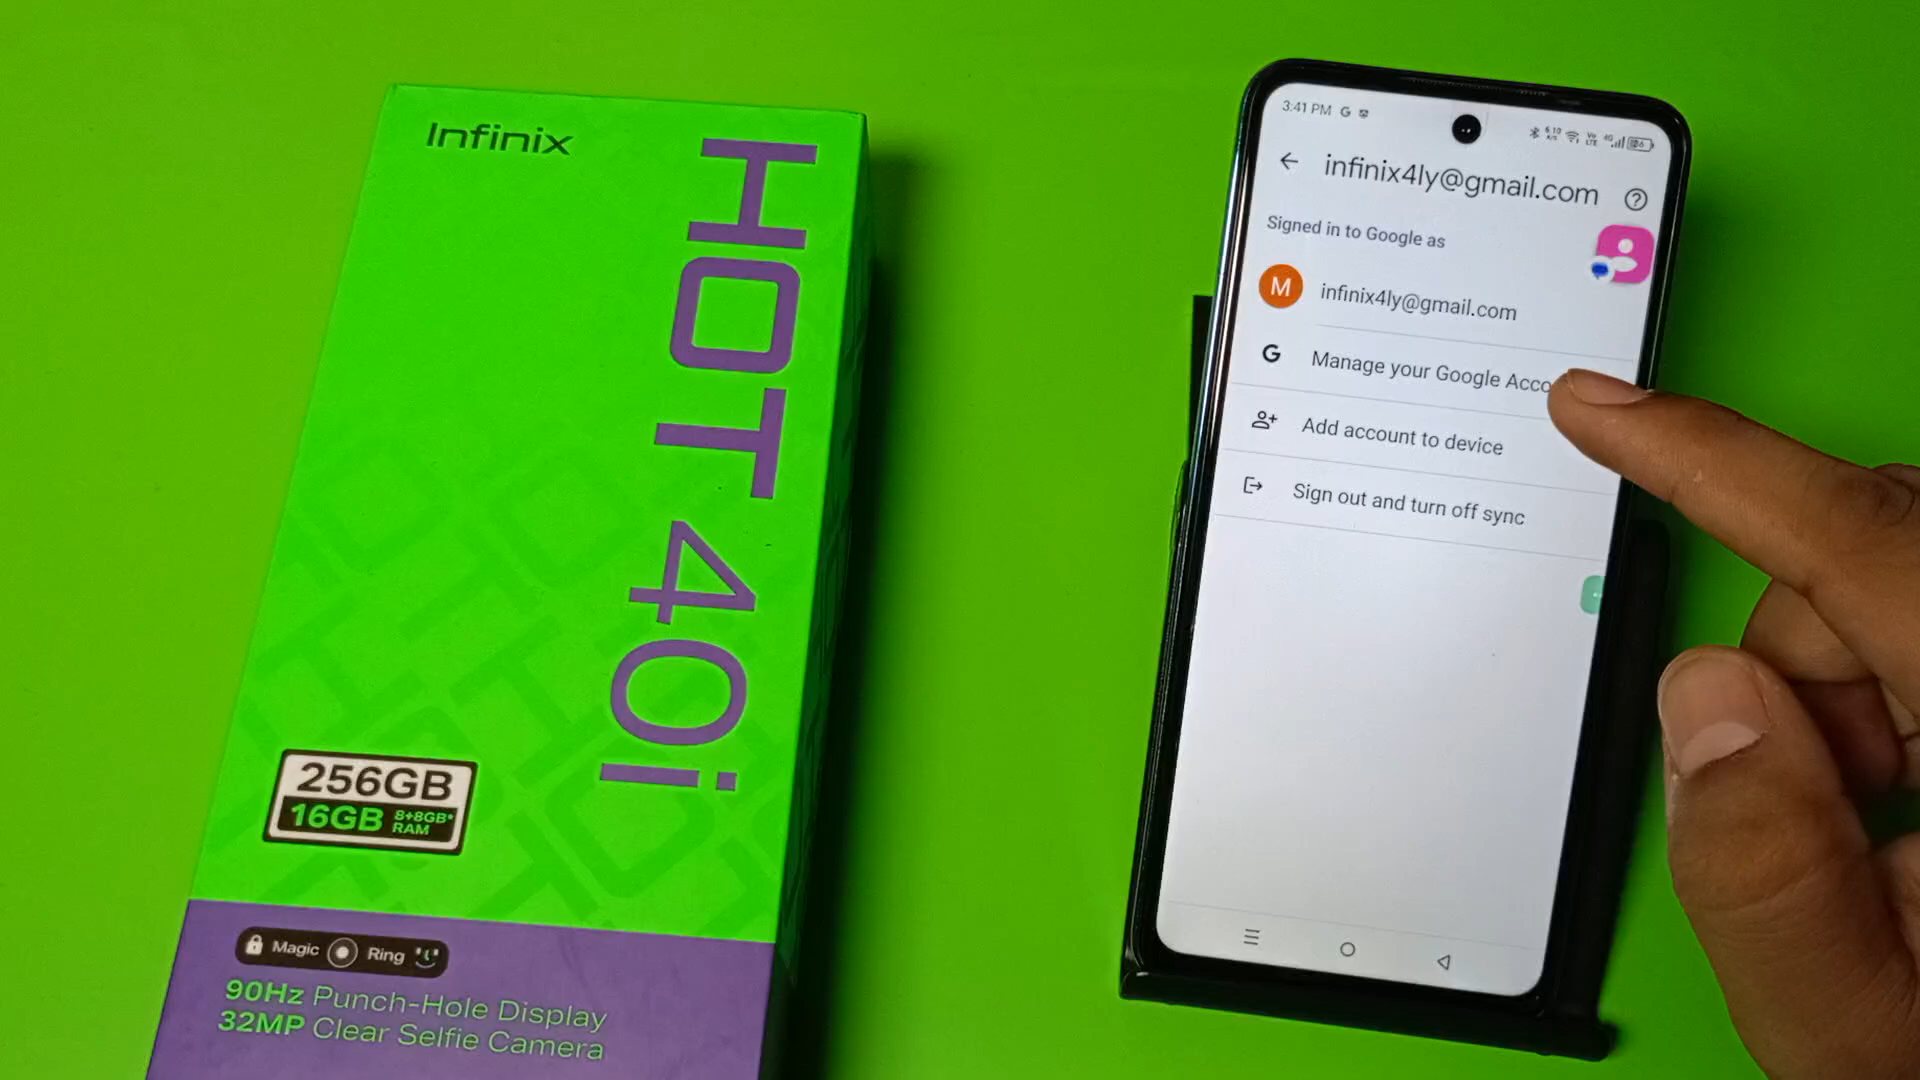 Infinix
HOT 40i
256GB
16GB 8+8GB*
RAM
Magic Ring
90Hz Punch-Hole Display
32MP Clear Selfie Camera
3:41 PM G
infinix4ly@gmail.com
Signed in to Google as
M infinix4ly@gmail.com
G Manage your Google Acco
Add account to device
Sign out and turn off sync